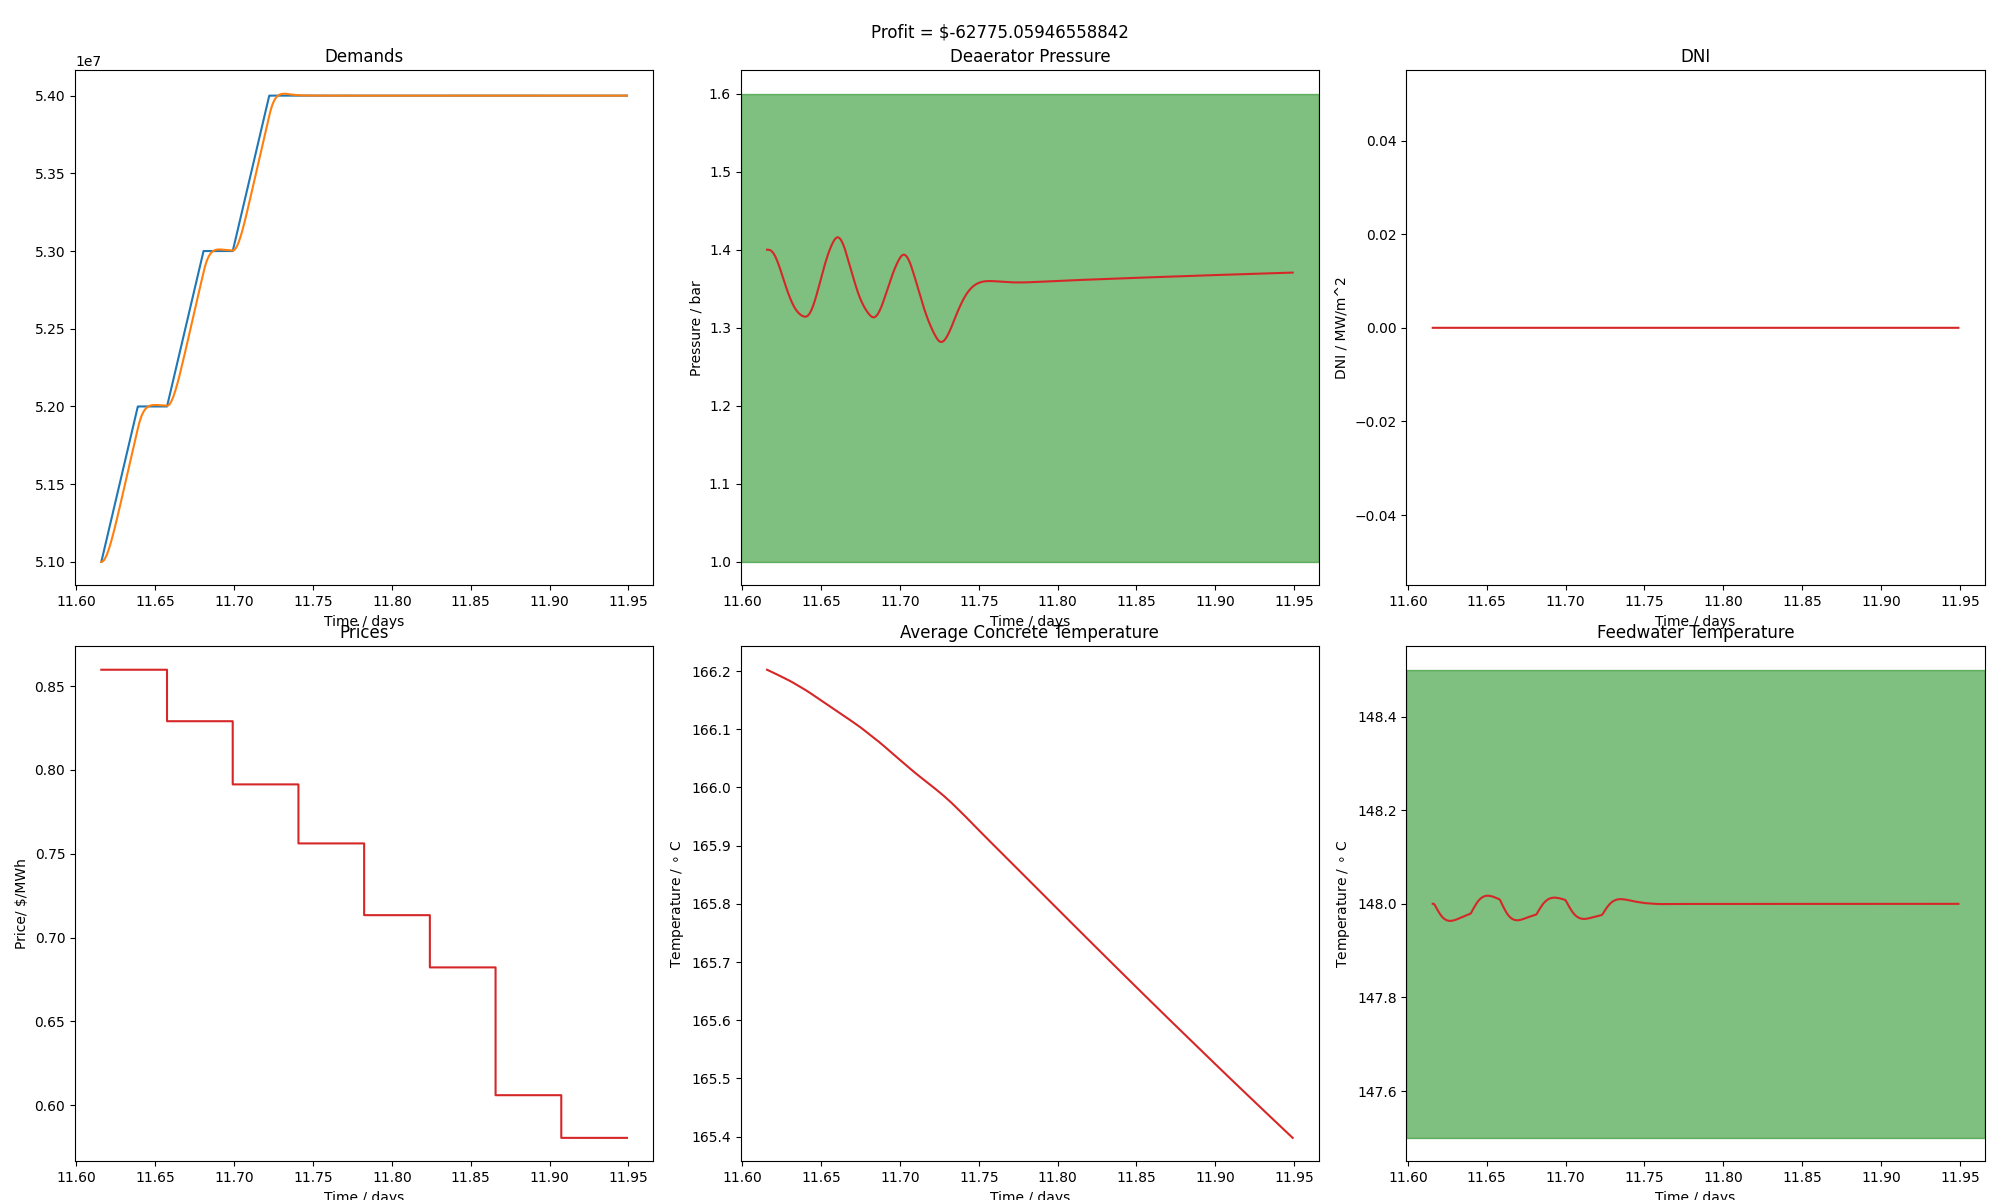 Profit = $-62775.05946558842
Demands
1e7
5.40
5.35
5.30
5.25
5.20
5.15
5.10
11.60 11.65 11.70 11.75 11.80 11.85 11.90 11.95
Time / days
Deaerator Pressure
Pressure / bar
1.6
1.5
1.4
1.3
1.2
1.1
1.0
11.60 11.65 11.70 11.75 11.80 11.85 11.90 11.95
Time / days
DNI
DNI / MW/m^2
0.04
0.02
0.00
−0.02
−0.04
11.60 11.65 11.70 11.75 11.80 11.85 11.90 11.95
Time / days
Prices
Price/ $/MWh
0.85
0.80
0.75
0.70
0.65
0.60
11.60 11.65 11.70 11.75 11.80 11.85 11.90 11.95
Time / days
Average Concrete Temperature
Temperature / ∘ C
166.2
166.1
166.0
165.9
165.8
165.7
165.6
165.5
165.4
11.60 11.65 11.70 11.75 11.80 11.85 11.90 11.95
Time / days
Feedwater Temperature
Temperature / ∘ C
148.4
148.2
148.0
147.8
147.6
11.60 11.65 11.70 11.75 11.80 11.85 11.90 11.95
Time / days